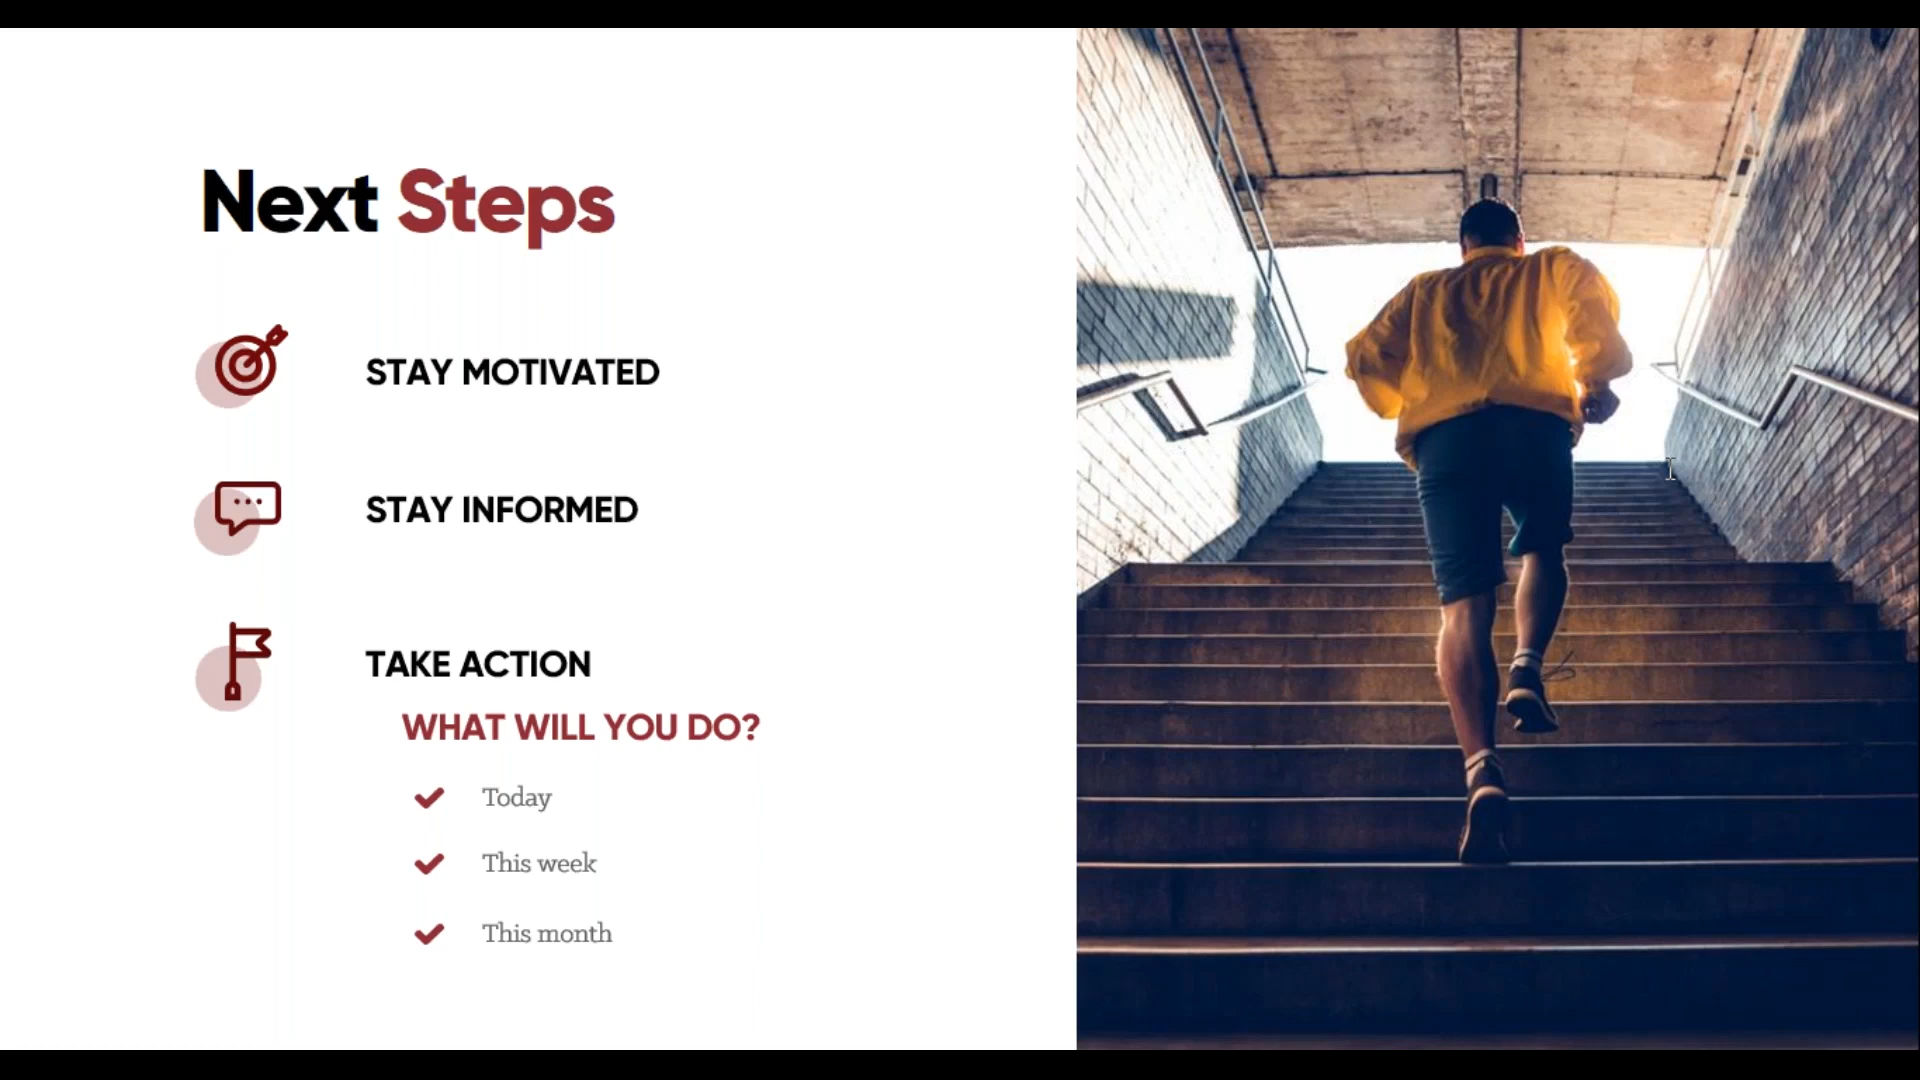 Next Steps
STAY MOTIVATED
STAY INFORMED
TAKE ACTION
WHAT WILL YOU DO?
Today
This week
This month